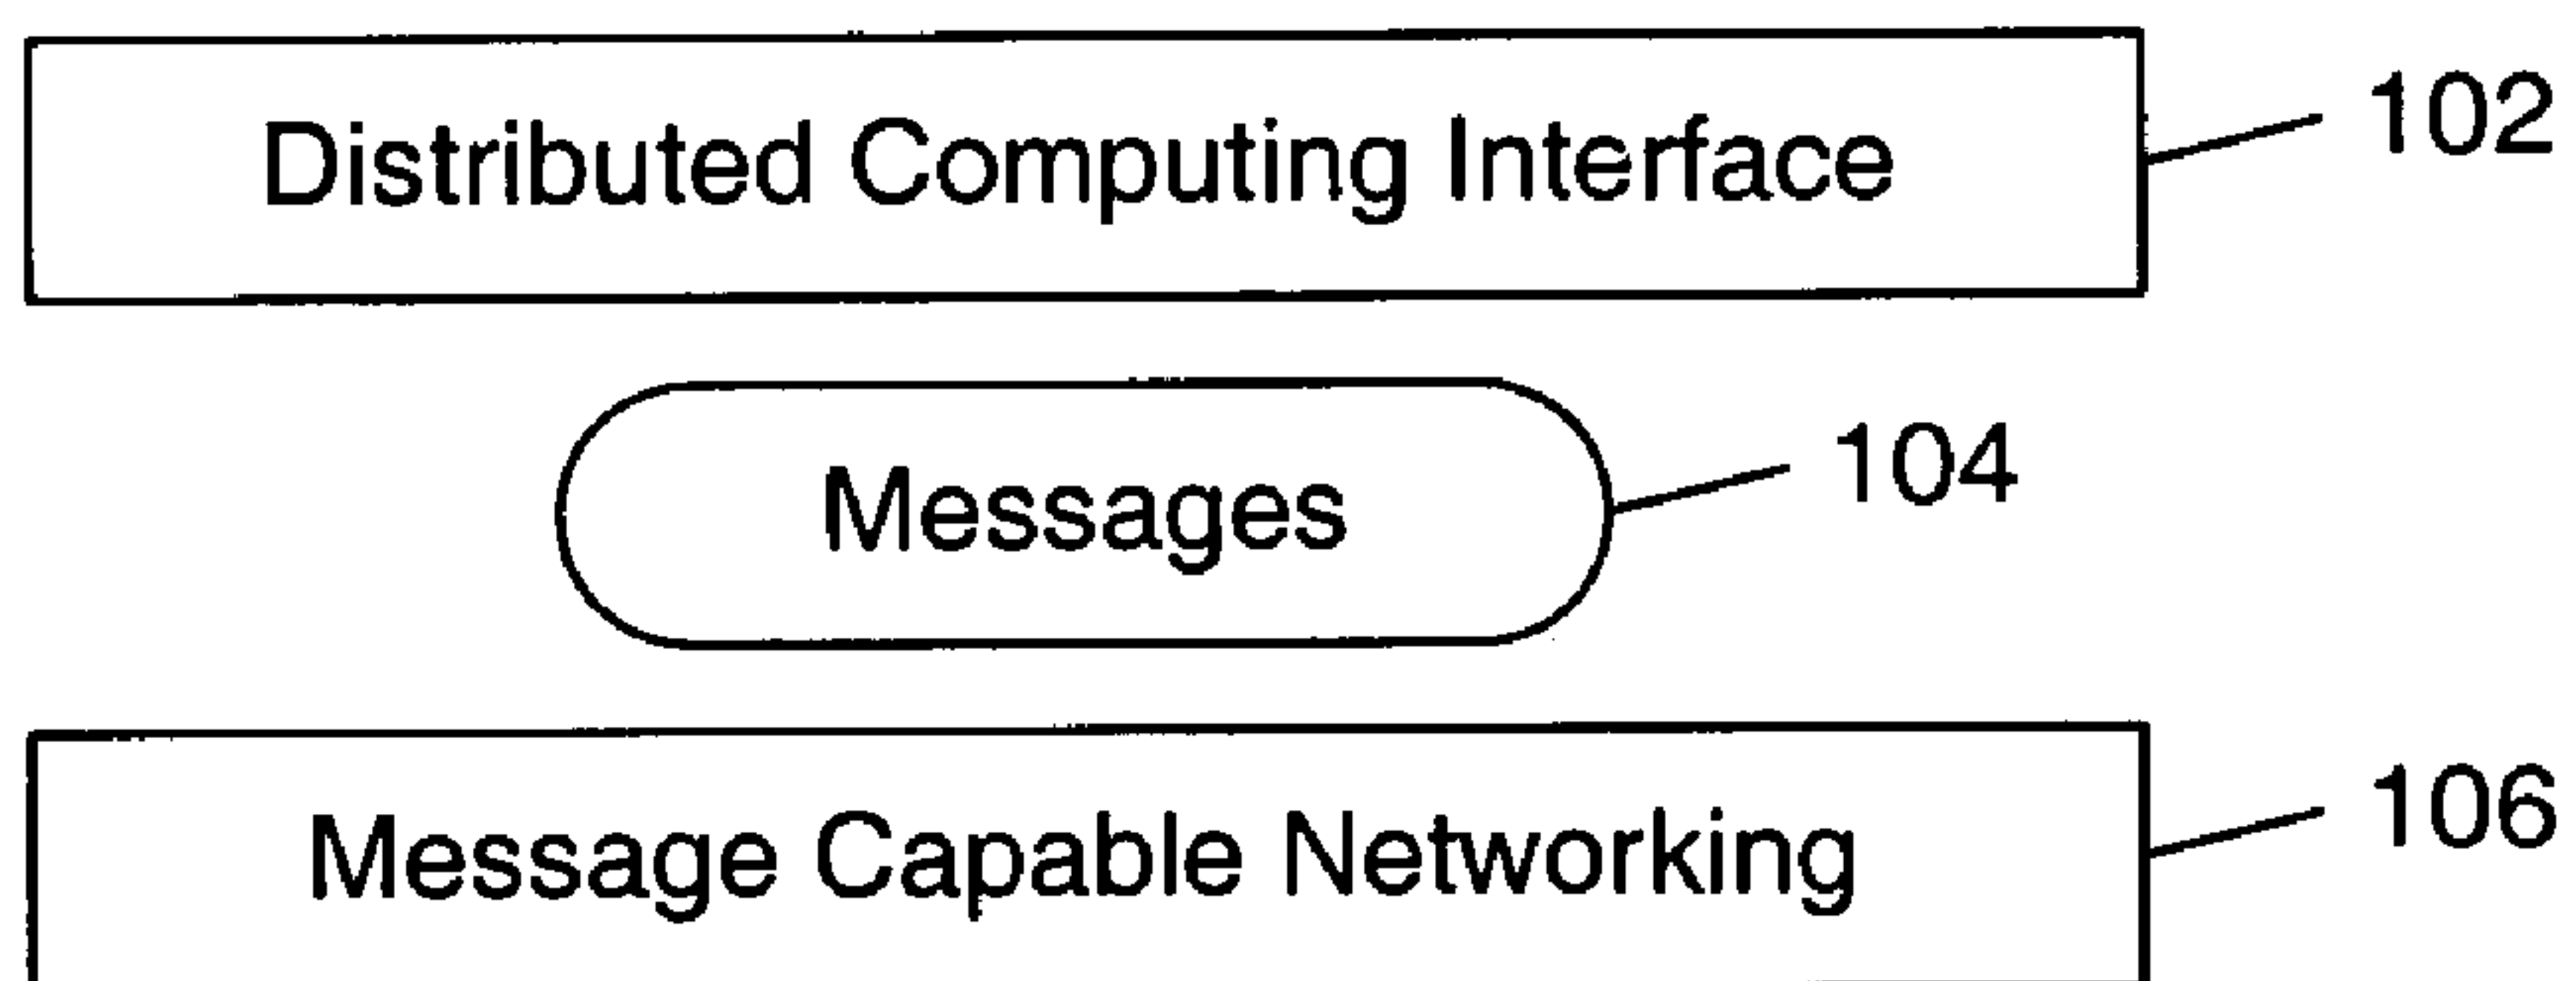 Distributed Computing Interface 102
Messages 104
Message Capable Networking 106